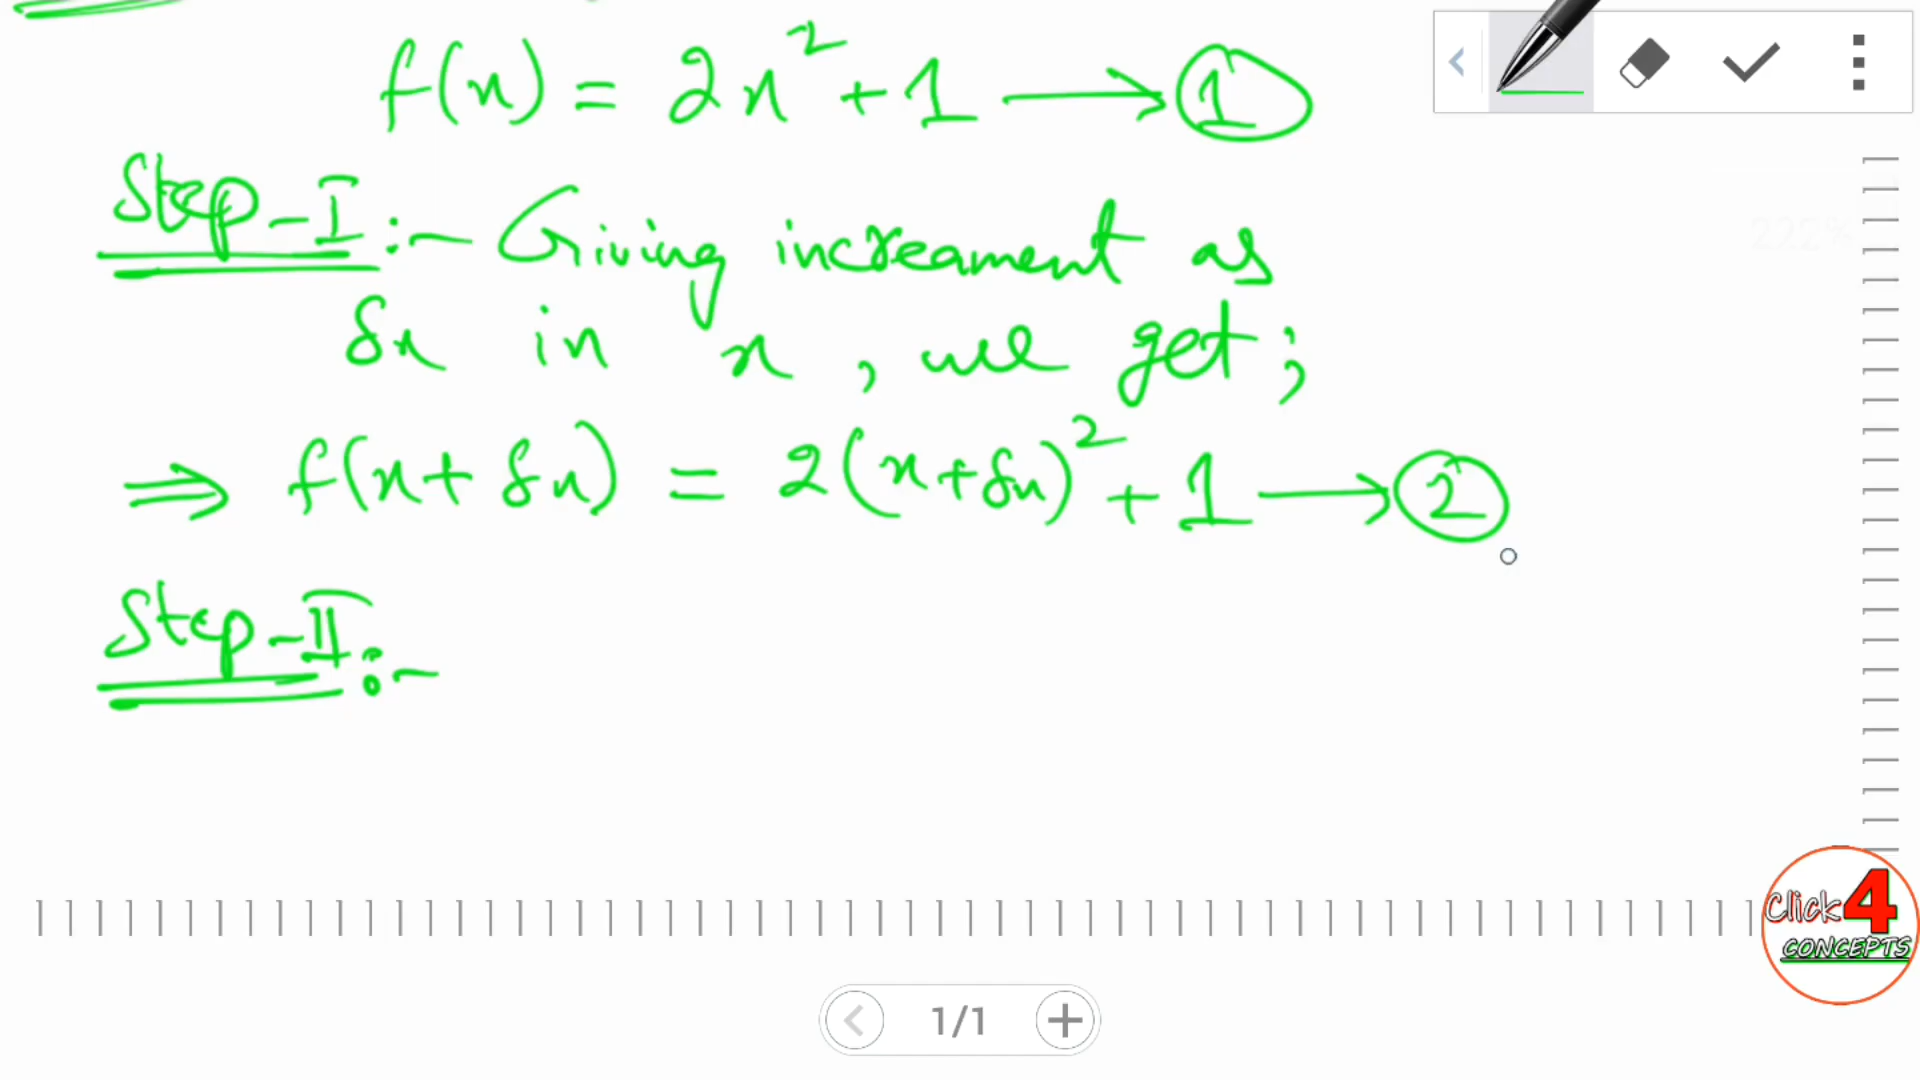 f(x) = 2x² + 1 ⟶ ①
Step-I :- Giving increament as
δx in x, we get;
⇒ f(x + δx) = 2(x+δx)² + 1 ⟶ ②
Step-II :-
222%
Click 4
CONCEPTS
1/1